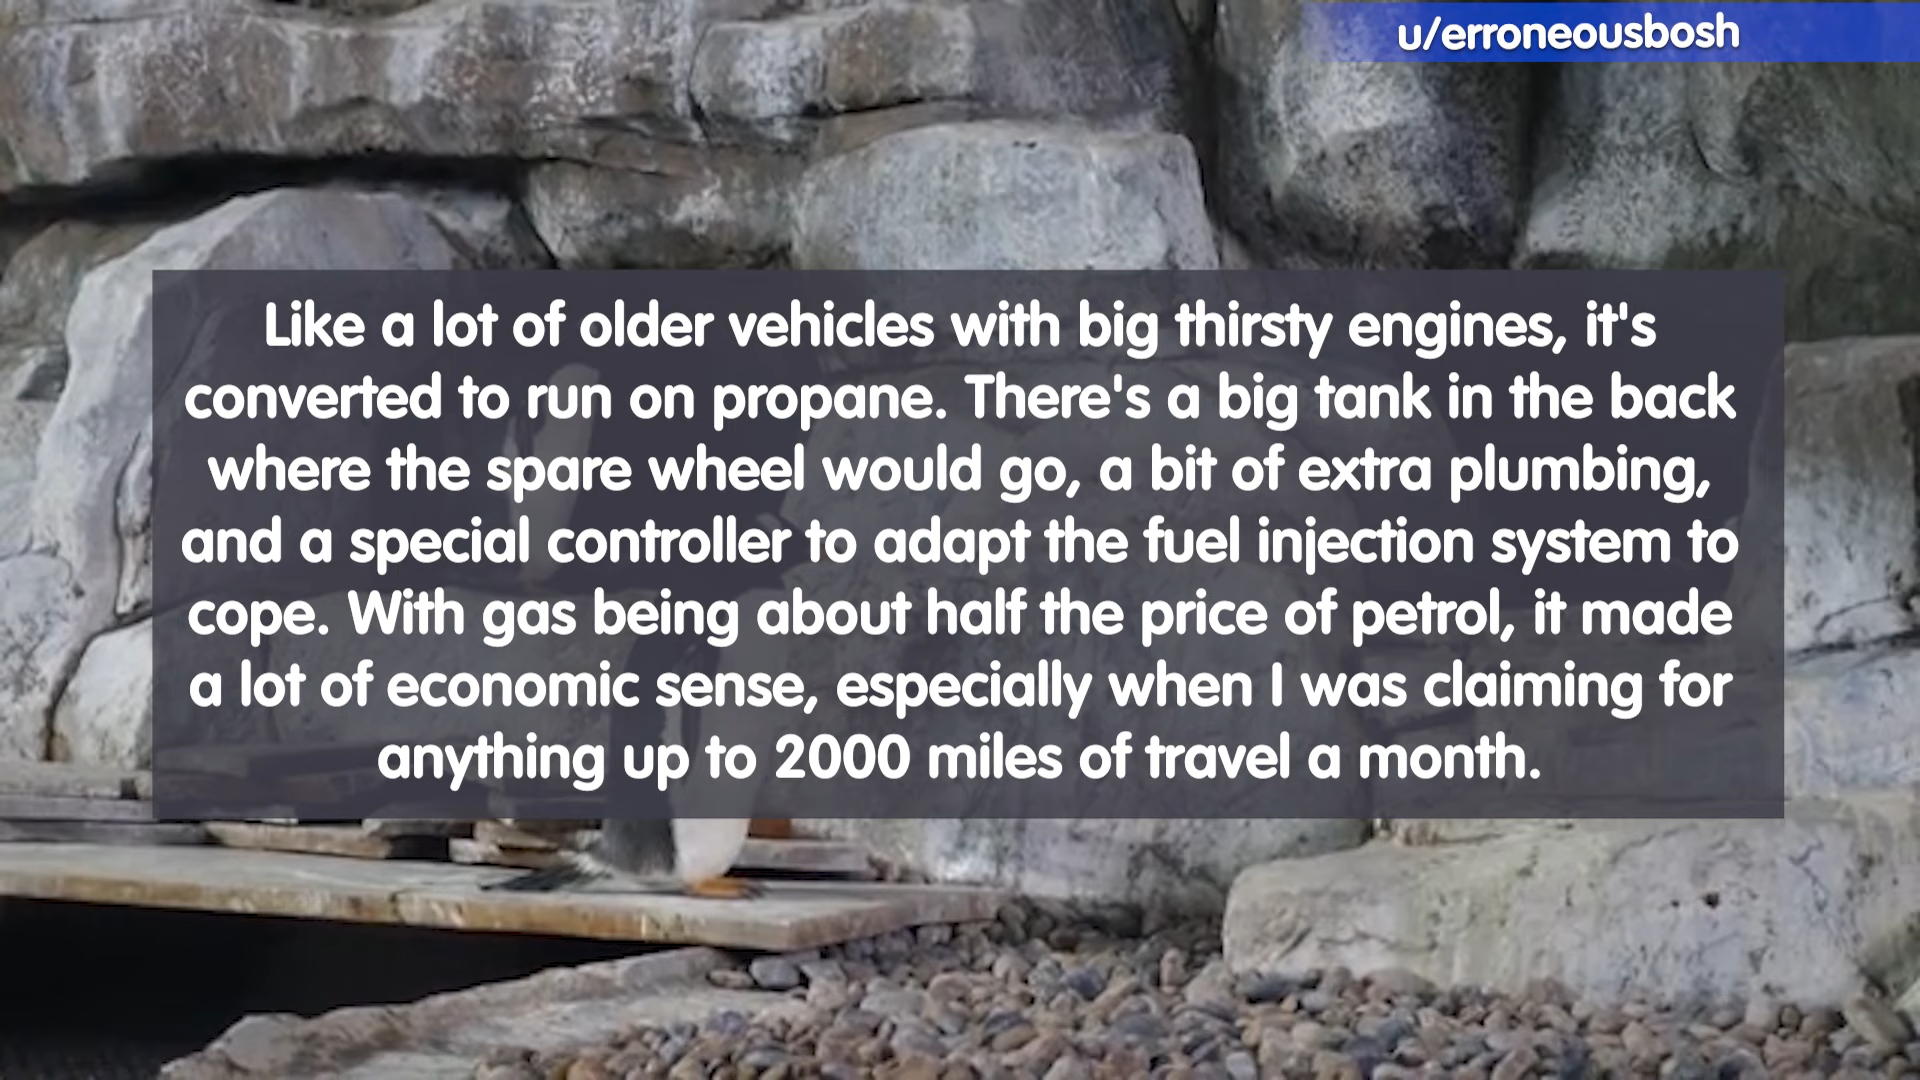 u/erroneousbosh
Like a lot of older vehicles with big thirsty engines, it's
converted to run on propane. There's a big tank in the back
where the spare wheel would go, a bit of extra plumbing,
and a special controller to adapt the fuel injection system to
cope. With gas being about half the price of petrol, it made
a lot of economic sense, especially when I was claiming for
anything up to 2000 miles of travel a month.